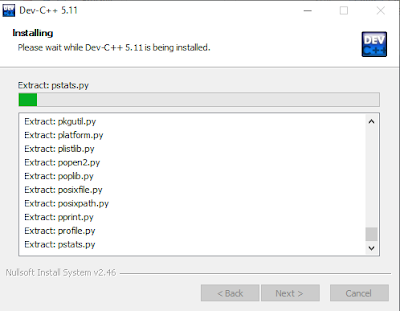 Dev-C++ 5.11
Installing
Please wait while Dev-C++ 5.11 is being installed.
DEV
C++
Extract: pstats.py
Extract: pkgutil.py
Extract: platform.py
Extract: plistlib.py
Extract: popen2.py
Extract: poplib.py
Extract: posixfile.py
Extract: posixpath.py
Extract: pprint.py
Extract: profile.py
Extract: pstats.py
Nullsoft Install System v2.46
< Back Next > Cancel